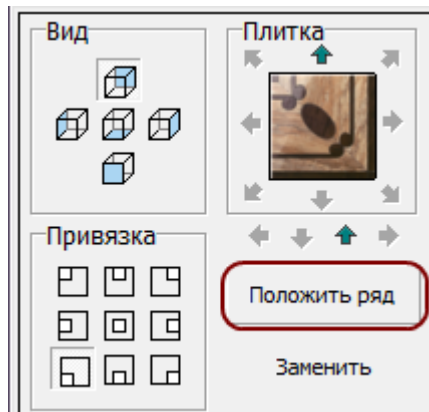 Вид
Плитка
Привязка
Положить ряд
Заменить